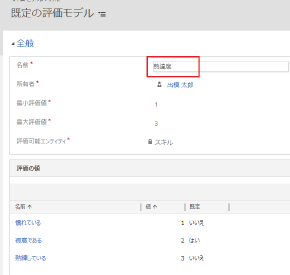 既定の評価モデル
全般
名前*
熟達度
所有者*
出模 太郎
最小評価値*
1
最大評価値*
3
評価可能エンティティ*
スキル
評価の値
名前 値 既定
慣れている 1 いいえ
得意である 2 はい
熟練している 3 いいえ